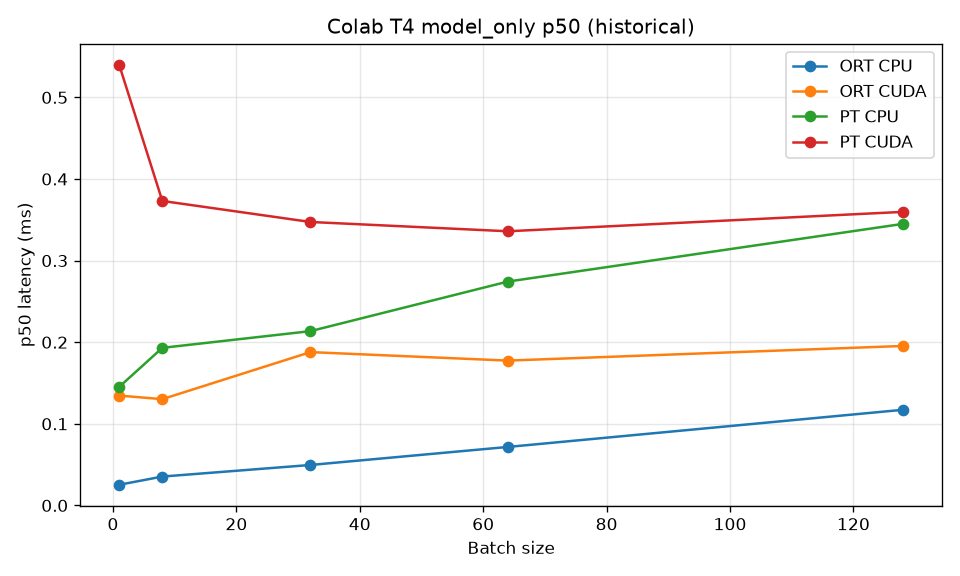 Colab T4 model_only p50 (historical)
ORT CPU
ORT CUDA
PT CPU
PT CUDA
p50 latency (ms)
0.5
0.4
0.3
0.2
0.1
0.0
0 20 40 60 80 100 120
Batch size